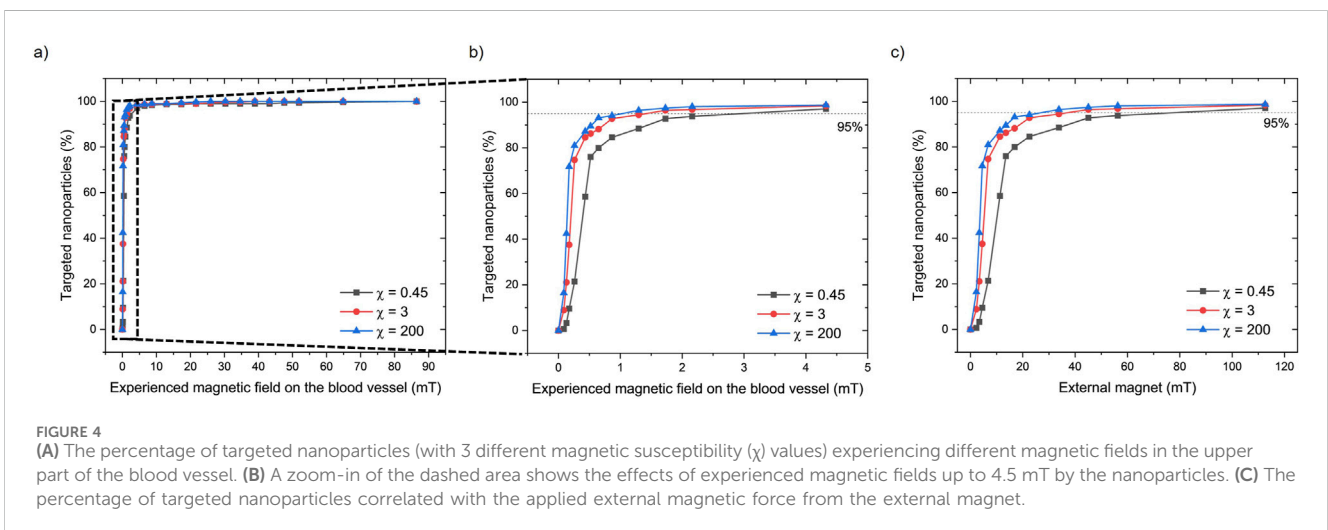 a)
Targeted nanoparticles (%)
100
80
60
40
20
0
χ = 0.45
χ = 3
χ = 200
0 10 20 30 40 50 60 70 80 90
Experienced magnetic field on the blood vessel (mT)
b)
Targeted nanoparticles (%)
100
80
60
40
20
0
95%
χ = 0.45
χ = 3
χ = 200
0 1 2 3 4 5
Experienced magnetic field on the blood vessel (mT)
c)
Targeted nanoparticles (%)
100
80
60
40
20
0
95%
χ = 0.45
χ = 3
χ = 200
0 20 40 60 80 100 120
External magnet (mT)
FIGURE 4
(A) The percentage of targeted nanoparticles (with 3 different magnetic susceptibility (χ) values) experiencing different magnetic fields in the upper
part of the blood vessel. (B) A zoom-in of the dashed area shows the effects of experienced magnetic fields up to 4.5 mT by the nanoparticles. (C) The
percentage of targeted nanoparticles correlated with the applied external magnetic force from the external magnet.